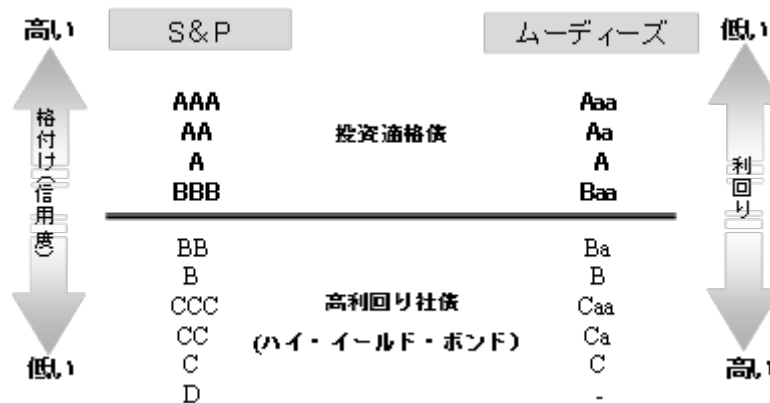 高い S&P ムーディーズ 低い
AAA Aaa
AA 投資適格債 Aa
A A
BBB Baa
格付け(信用度)
利回り
BB Ba
B B
CCC 高利回り社債 Caa
CC (ハイ・イールド・ボンド) Ca
C C
低い 高い
D -